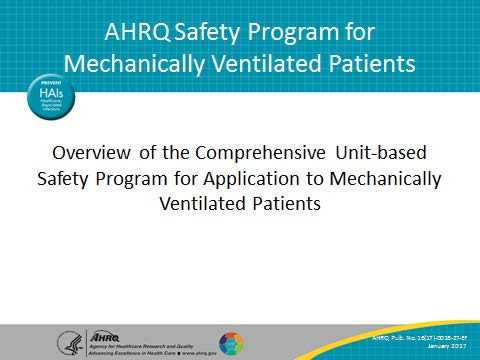 AHRQ Safety Program for
Mechanically Ventilated Patients
PREVENT
HAIs
Healthcare
Associated
Infections
Overview of the Comprehensive Unit-based
Safety Program for Application to Mechanically
Ventilated Patients
AHRQ
Agency for Healthcare Research and Quality
Advancing Excellence in Health Care ■ www.ahrq.gov
AHRQ Pub. No. 16(17)-0018-27-EF
January 2017